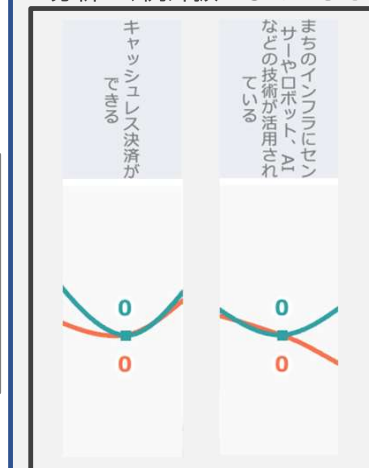 キャッシュレス決済が
できる
まちのインフラにセン
サーやロボット、AI
などの技術が活用され
ている
0
0
0
0